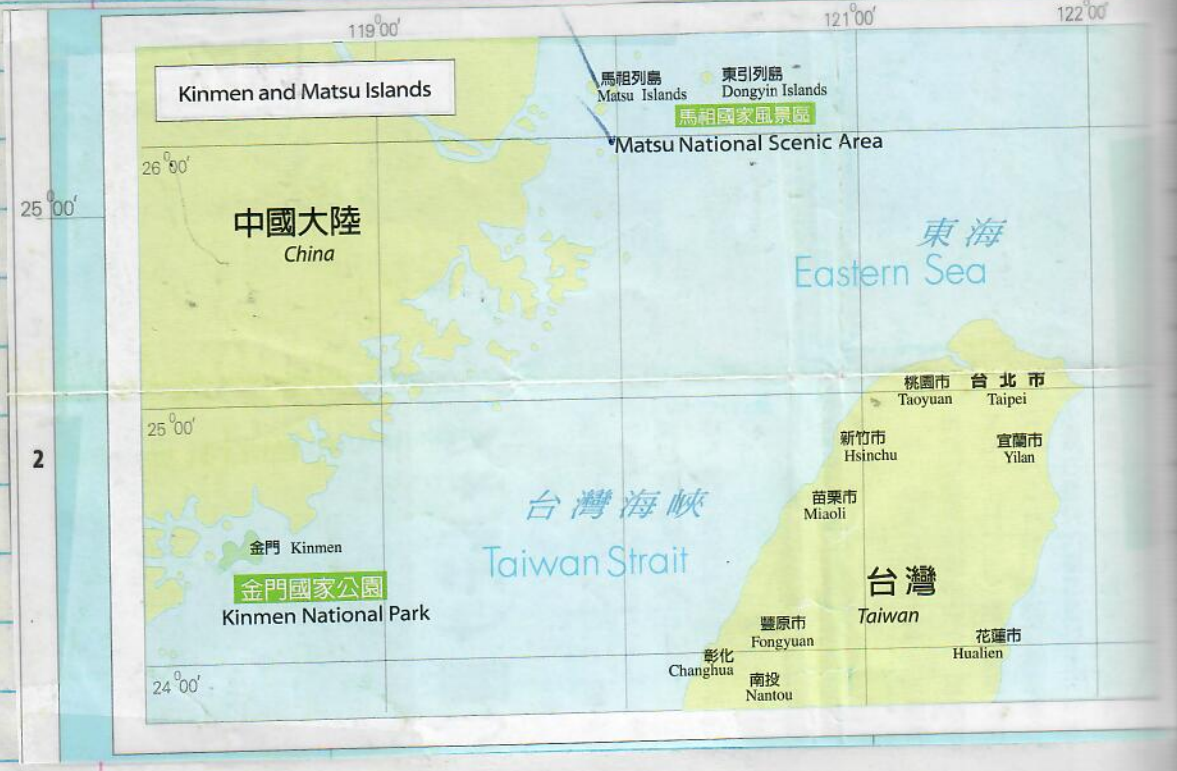 119°00'
121°00'
122°00'
Kinmen and Matsu Islands
馬祖列島
Matsu Islands
東引列島
Dongyin Islands
馬祖國家風景區
Matsu National Scenic Area
26°00'
25°00'
中國大陸
China
東海
Eastern Sea
桃園市
Taoyuan
台北市
Taipei
25°00'
新竹市
Hsinchu
宜蘭市
Yilan
2
苗栗市
Miaoli
台灣海峽
Taiwan Strait
金門 Kinmen
金門國家公園
Kinmen National Park
台灣
Taiwan
豐原市
Fongyuan
花蓮市
Hualien
彰化
Changhua
南投
Nantou
24°00'